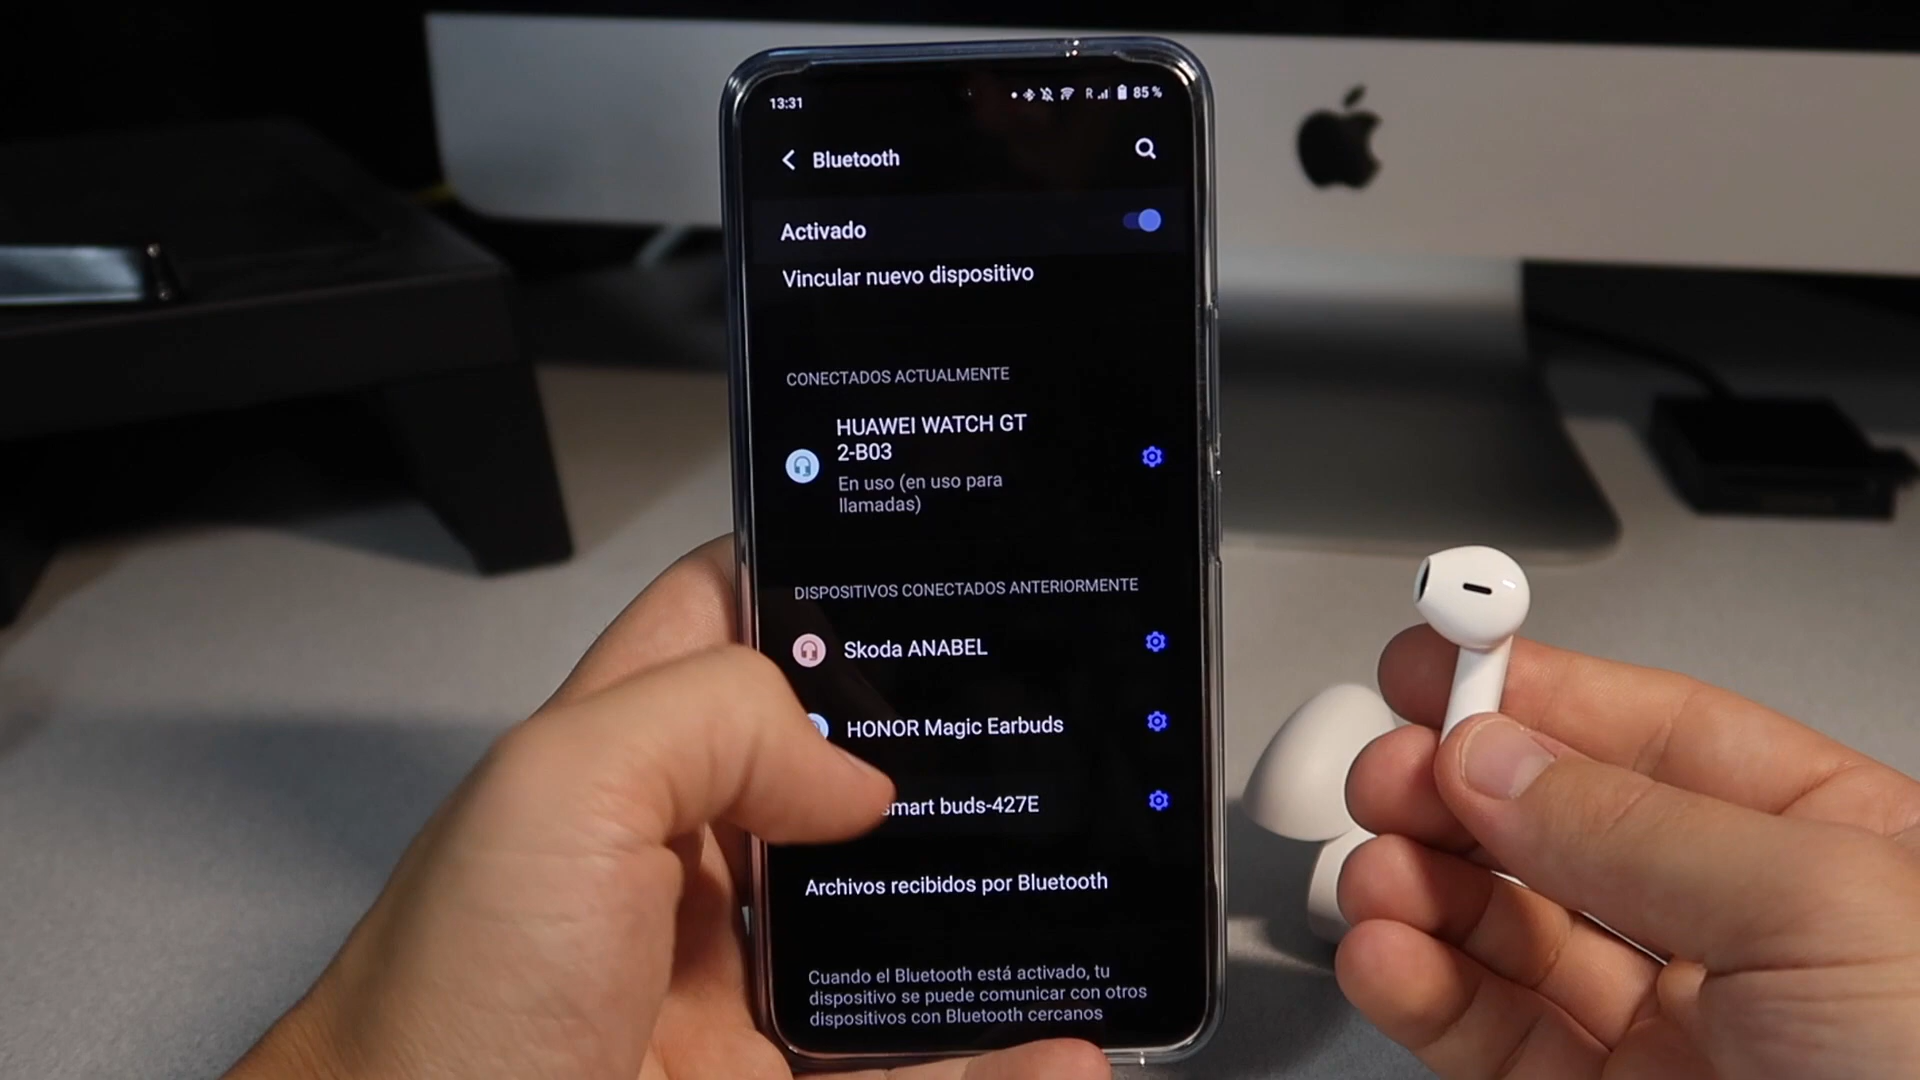 13:31
R 85 %
Bluetooth
Activado
Vincular nuevo dispositivo
CONECTADOS ACTUALMENTE
HUAWEI WATCH GT
2-B03
En uso (en uso para
llamadas)
DISPOSITIVOS CONECTADOS ANTERIORMENTE
Skoda ANABEL
HONOR Magic Earbuds
smart buds-427E
Archivos recibidos por Bluetooth
Cuando el Bluetooth está activado, tu
dispositivo se puede comunicar con otros
dispositivos con Bluetooth cercanos